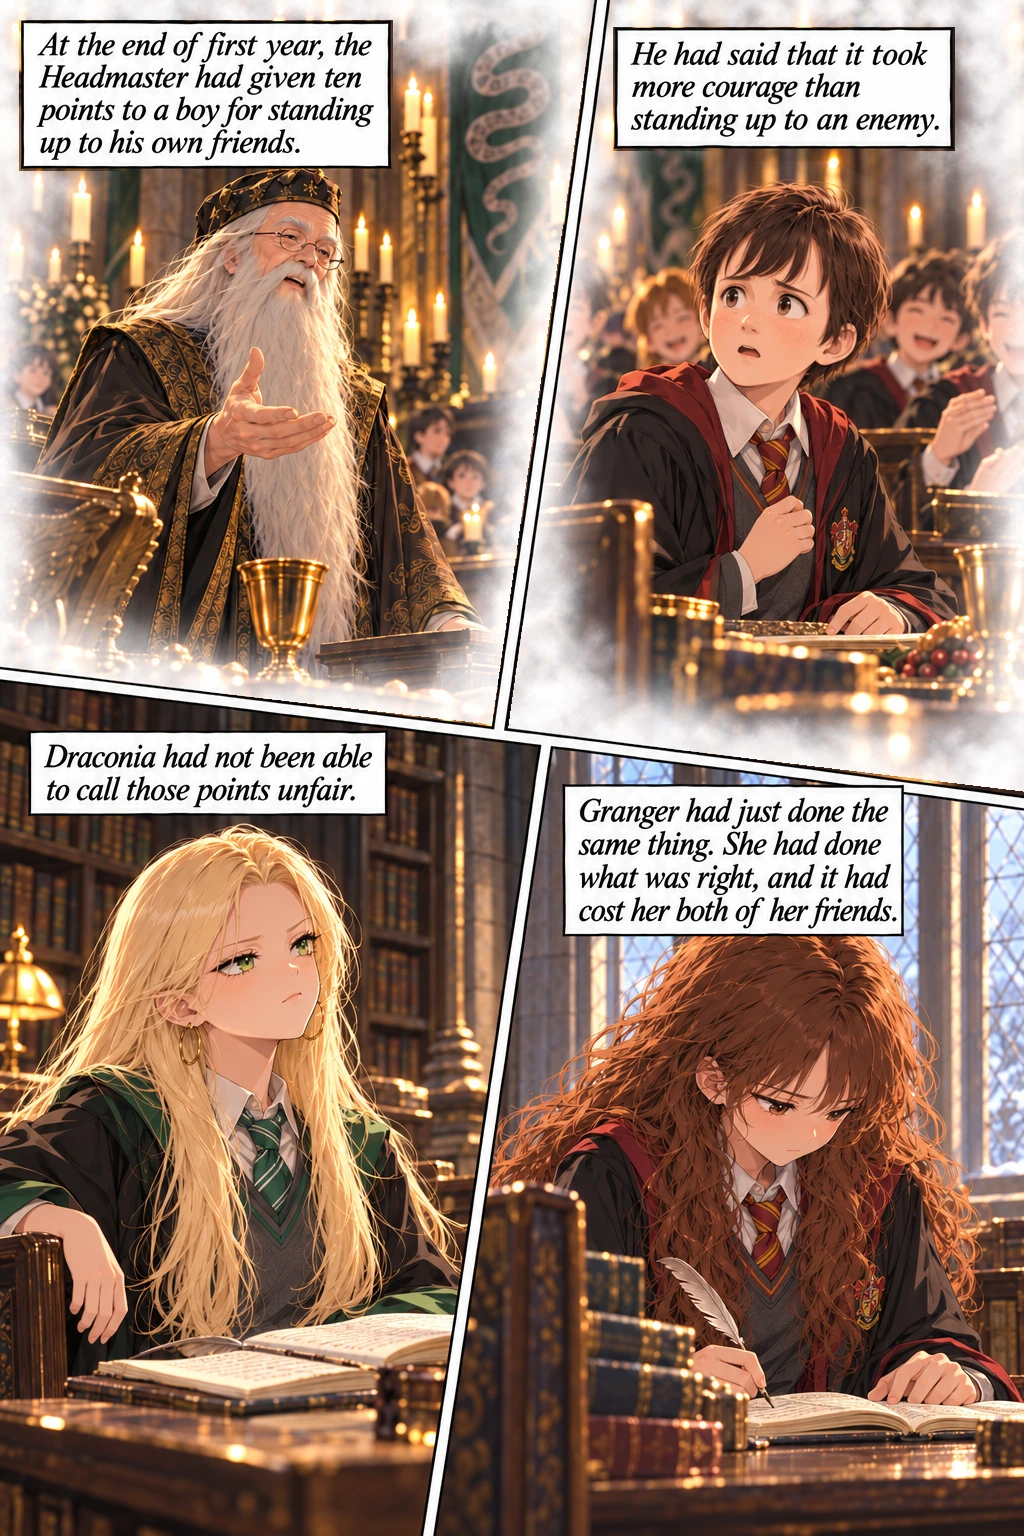 At the end of first year, the
Headmaster had given ten
points to a boy for standing
up to his own friends.
He had said that it took
more courage than
standing up to an enemy.
Draconia had not been able
to call those points unfair.
Granger had just done the
same thing. She had done
what was right, and it had
cost her both of her friends.